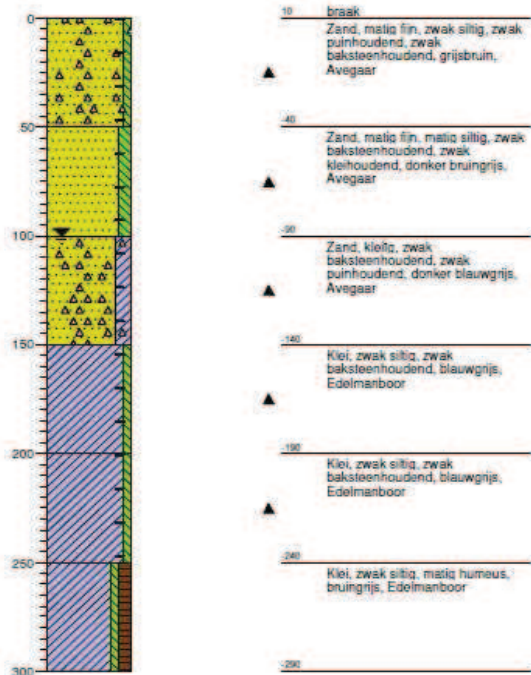 0
50
100
150
200
250
300
10
braak
Zand, matig fijn, zwak siltig, zwak
puinhoudend, zwak
baksteenhoudend, grijsbruin,
Avegaar
-40
Zand, matig fijn, matig siltig, zwak
baksteenhoudend, zwak
kleihoudend, donker bruingrijs,
Avegaar
-90
Zand, kleiïg, zwak
baksteenhoudend, zwak
puinhoudend, donker blauwgrijs,
Avegaar
-140
Klei, zwak siltig, zwak
baksteenhoudend, blauwgrijs,
Edelmanboor
-190
Klei, zwak siltig, zwak
baksteenhoudend, blauwgrijs,
Edelmanboor
-240
Klei, zwak siltig, matig humeus,
bruingrijs, Edelmanboor
-290